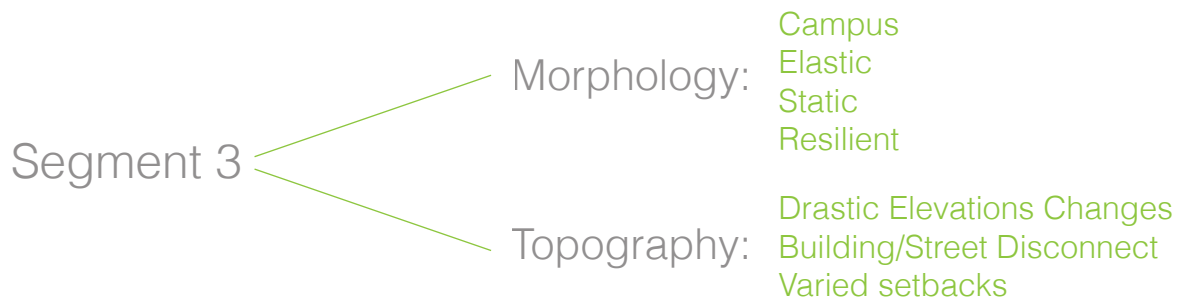 Segment 3
Morphology:
Campus
Elastic
Static
Resilient
Topography:
Drastic Elevations Changes
Building/Street Disconnect
Varied setbacks